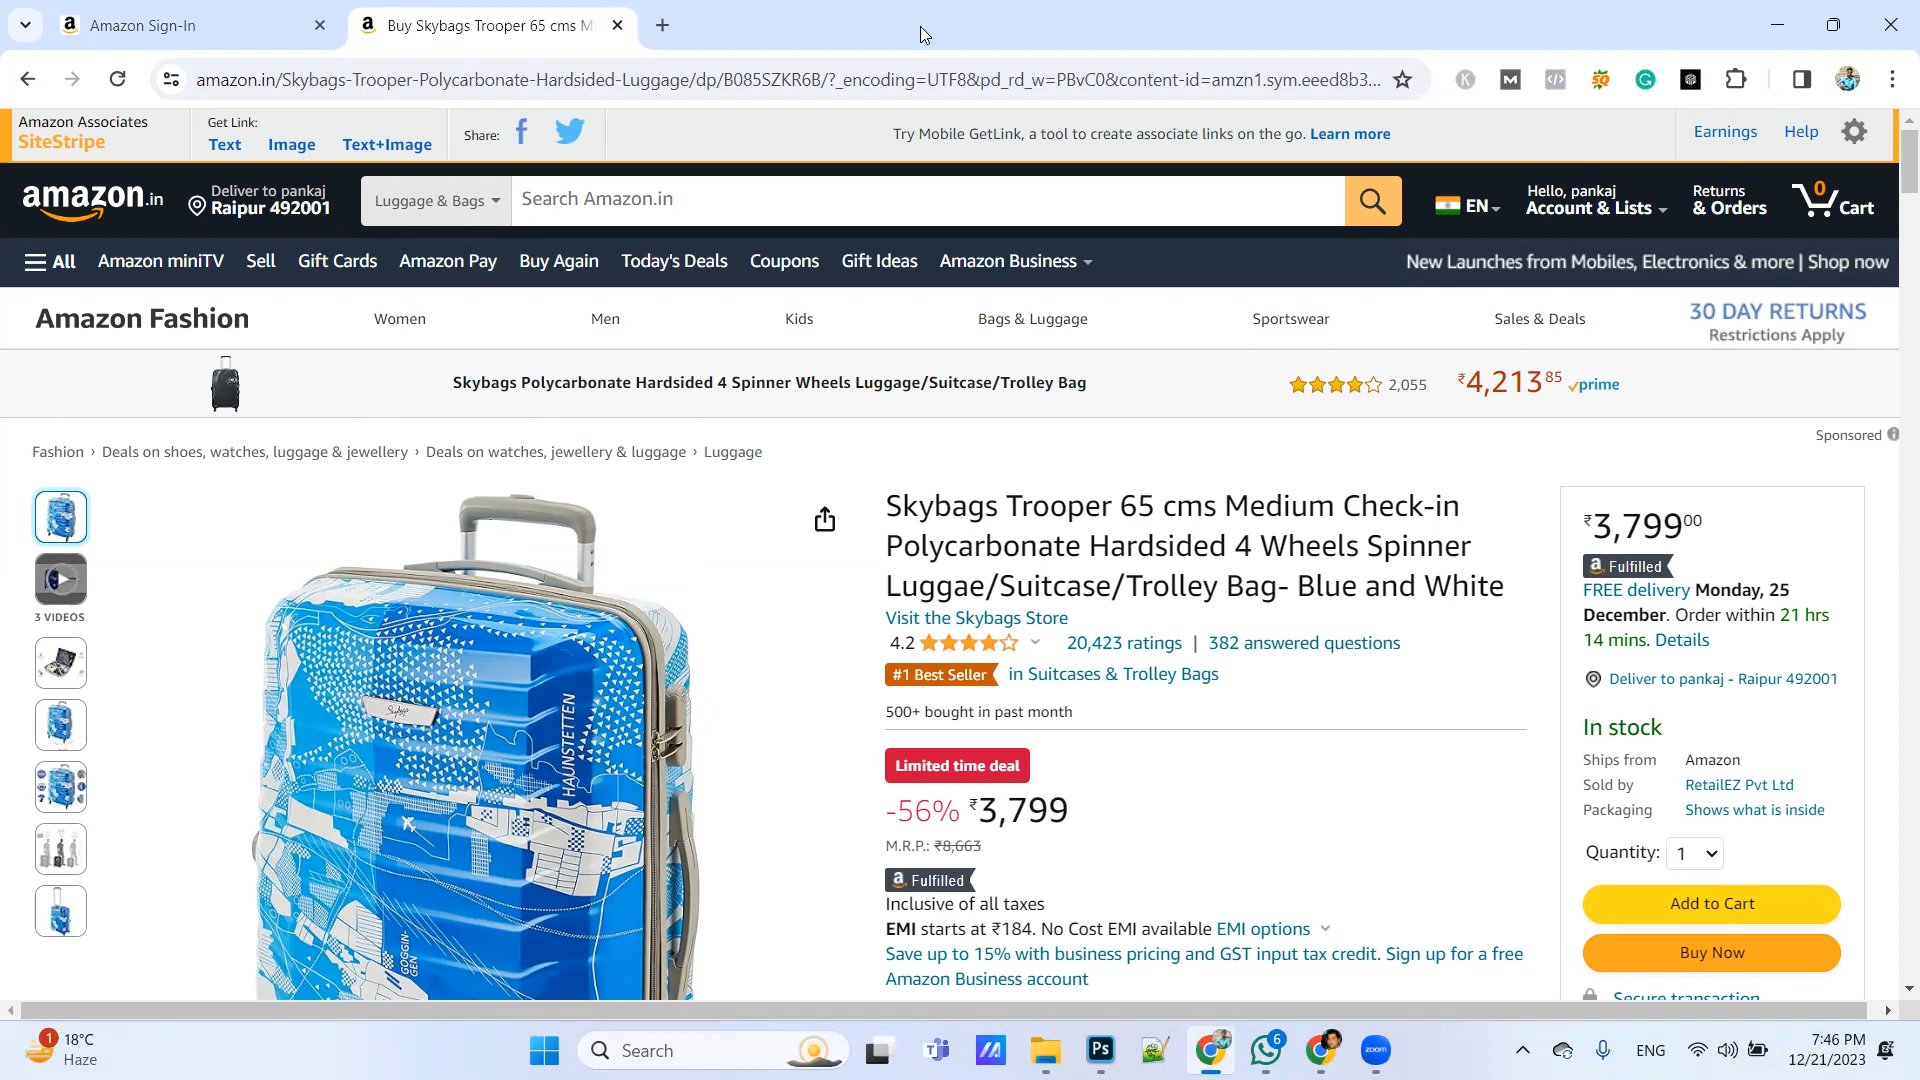 Amazon Sign-In
Buy Skybags Trooper 65 cms M
amazon.in/Skybags-Trooper-Polycarbonate-Hardsided-Luggage/dp/B085SZKR6B/?_encoding=UTF8&pd_rd_w=PBvC0&content-id=amzn1.sym.eeed8b3...
Amazon Associates
SiteStripe
Get Link:
Text Image Text+Image
Share:
Try Mobile GetLink, a tool to create associate links on the go. Learn more
Earnings Help
amazon.in
Deliver to pankaj
Raipur 492001
Luggage & Bags
Search Amazon.in
EN
Hello, pankaj
Account & Lists
Returns
& Orders
0
Cart
All Amazon miniTV Sell Gift Cards Amazon Pay Buy Again Today's Deals Coupons Gift Ideas Amazon Business
New Launches from Mobiles, Electronics & more | Shop now
Amazon Fashion Women Men Kids Bags & Luggage Sportswear Sales & Deals
30 DAY RETURNS
Restrictions Apply
Skybags Polycarbonate Hardsided 4 Spinner Wheels Luggage/Suitcase/Trolley Bag 2,055 ₹4,213 85 prime
Sponsored
Fashion › Deals on shoes, watches, luggage & jewellery › Deals on watches, jewellery & luggage › Luggage
3 VIDEOS
Skybags
HAUNSTETTEN
GOGGIN-
GEN
Skybags Trooper 65 cms Medium Check-in
Polycarbonate Hardsided 4 Wheels Spinner
Luggae/Suitcase/Trolley Bag- Blue and White
Visit the Skybags Store
4.2 20,423 ratings | 382 answered questions
#1 Best Seller in Suitcases & Trolley Bags
500+ bought in past month
Limited time deal
-56% ₹3,799
M.R.P.: ₹8,663
a Fulfilled
Inclusive of all taxes
EMI starts at ₹184. No Cost EMI available EMI options
Save up to 15% with business pricing and GST input tax credit. Sign up for a free
Amazon Business account
₹3,799 00
a Fulfilled
FREE delivery Monday, 25
December. Order within 21 hrs
14 mins. Details
Deliver to pankaj - Raipur 492001
In stock
Ships from Amazon
Sold by RetailEZ Pvt Ltd
Packaging Shows what is inside
Quantity: 1
Add to Cart
Buy Now
Secure transaction
1
18°C
Haze
Search
Ps
6
zoom
ENG
7:46 PM
12/21/2023